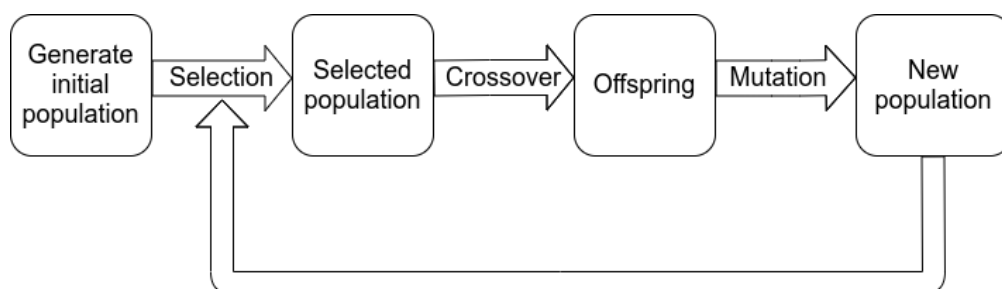 Generate
initial
population
Selection
Selected
population
Crossover
Offspring
Mutation
New
population